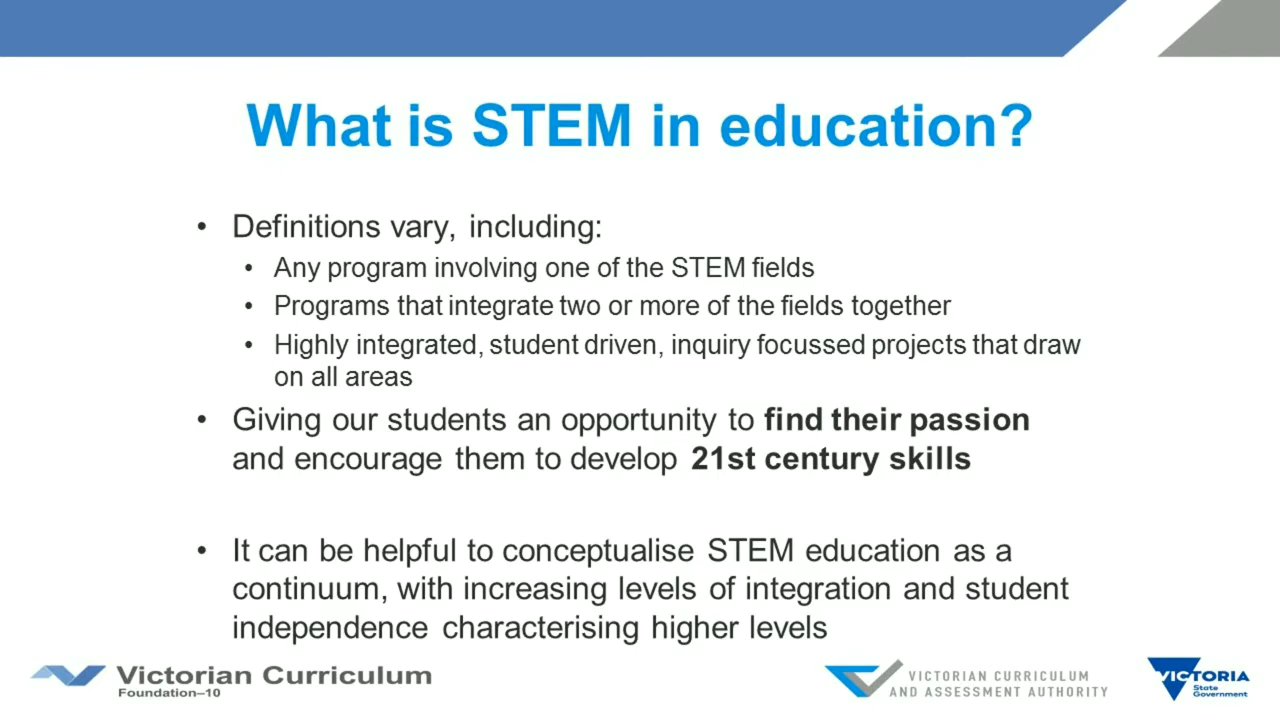 What is STEM in education?
• Definitions vary, including:
• Any program involving one of the STEM fields
• Programs that integrate two or more of the fields together
• Highly integrated, student driven, inquiry focussed projects that draw
on all areas
• Giving our students an opportunity to find their passion
and encourage them to develop 21st century skills
• It can be helpful to conceptualise STEM education as a
continuum, with increasing levels of integration and student
independence characterising higher levels
Victorian Curriculum
Foundation–10
VICTORIAN CURRICULUM
AND ASSESSMENT AUTHORITY
VICTORIA
State
Government